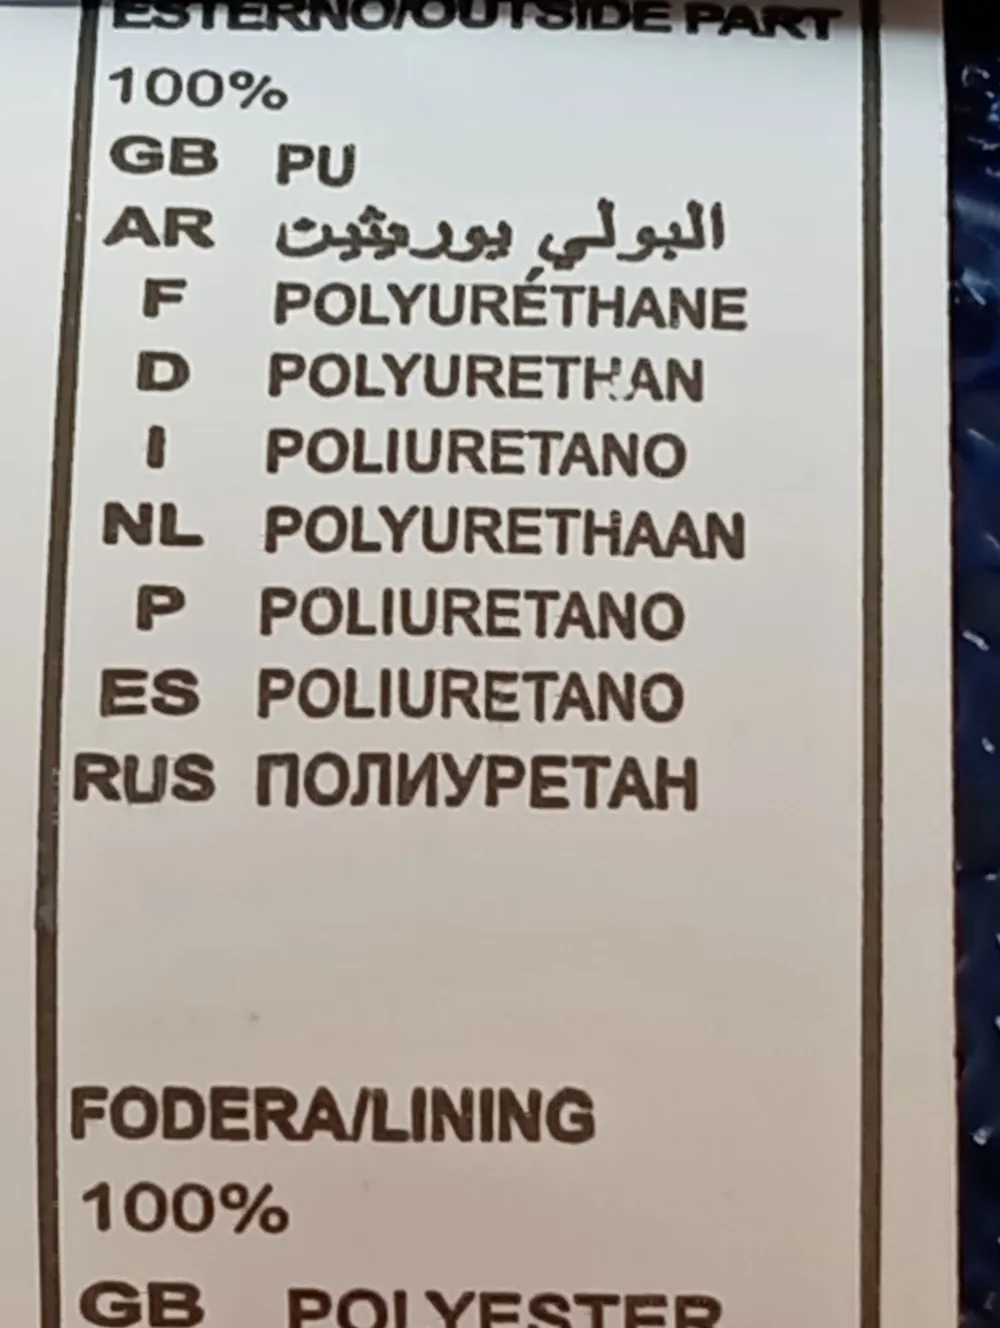 ESTERNO/OUTSIDE PART
100%
GB PU
AR البولي يوريثيت
F POLYURÉTHANE
D POLYURETHAN
I POLIURETANO
NL POLYURETHAAN
P POLIURETANO
ES POLIURETANO
RUS ПОЛИУРЕТАН
FODERA/LINING
100%
GB POLYESTER